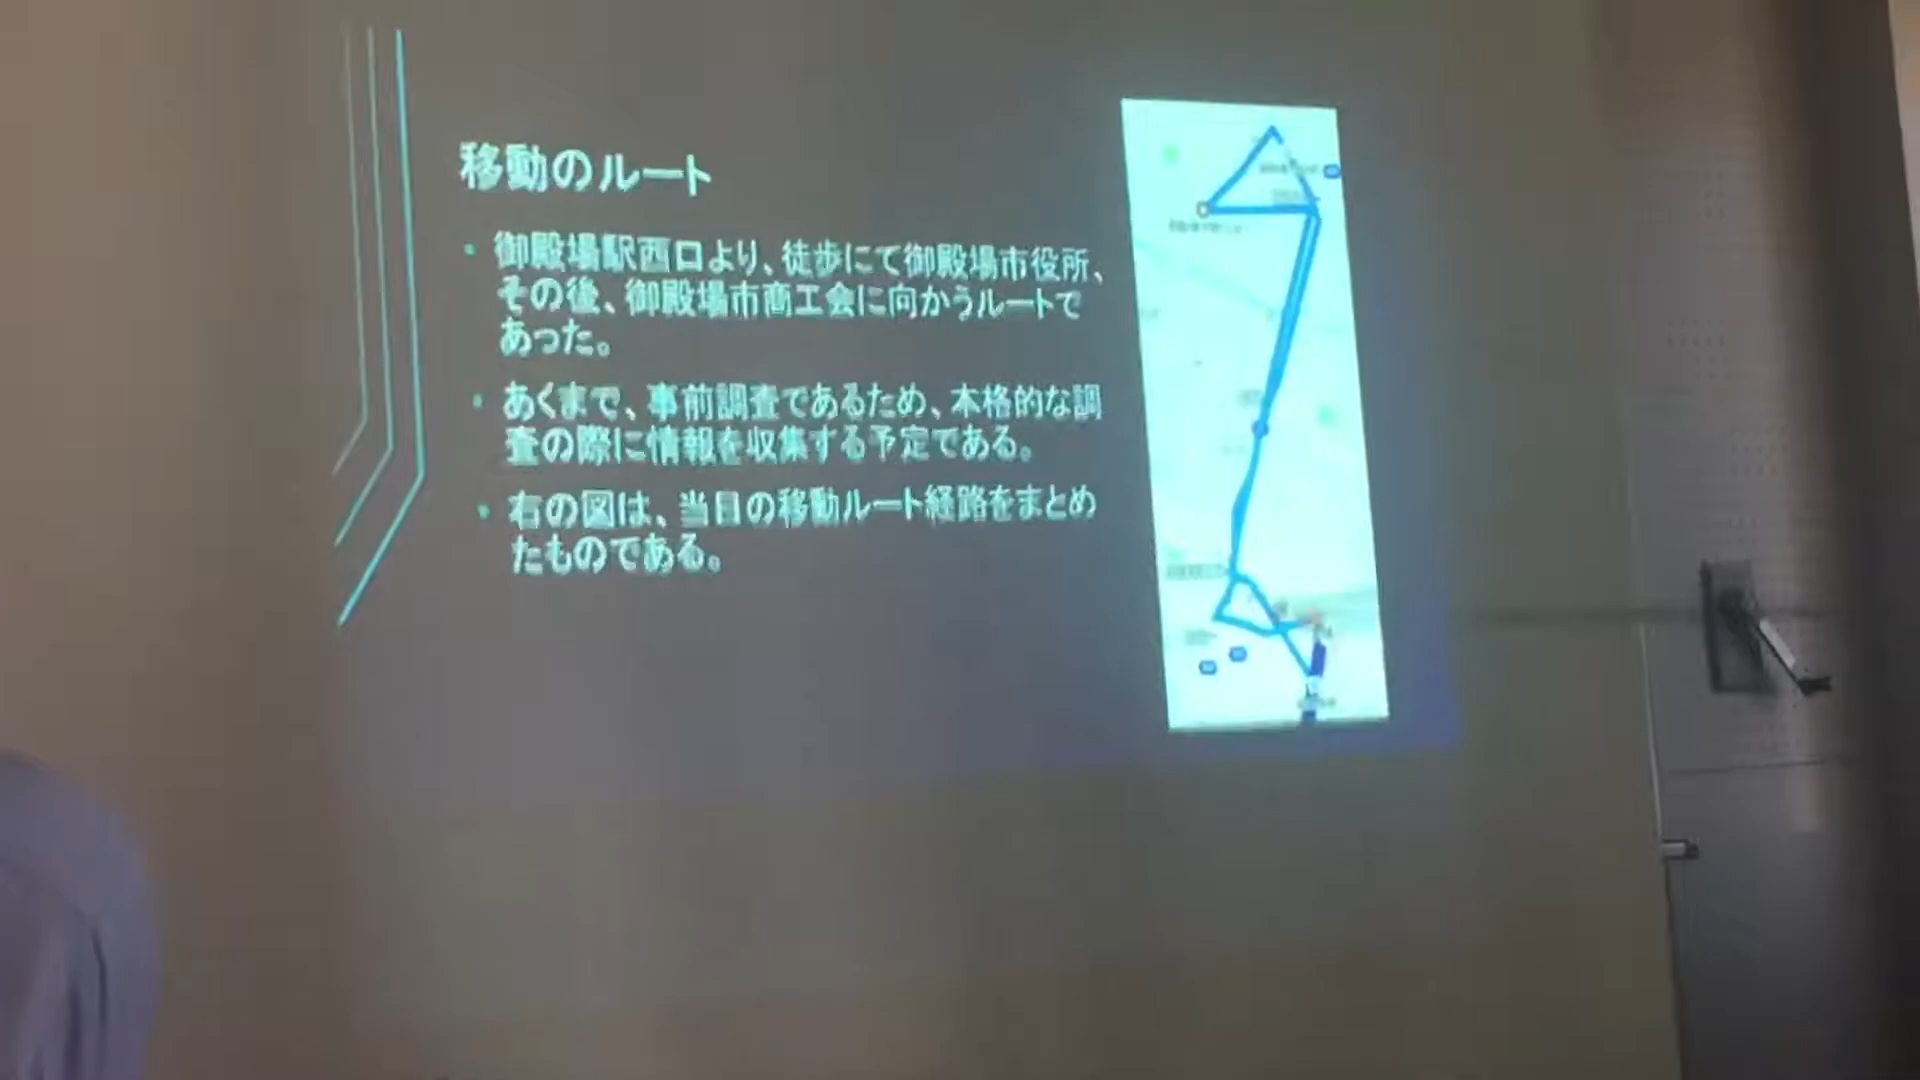 移動のルート
・御殿場駅西口より、徒歩にて御殿場市役所、
その後、御殿場市商工会に向かうルートで
あった。
・あくまで、事前調査であるため、本格的な調
査の際に情報を収集する予定である。
・右の図は、当日の移動ルート経路をまとめ
たものである。